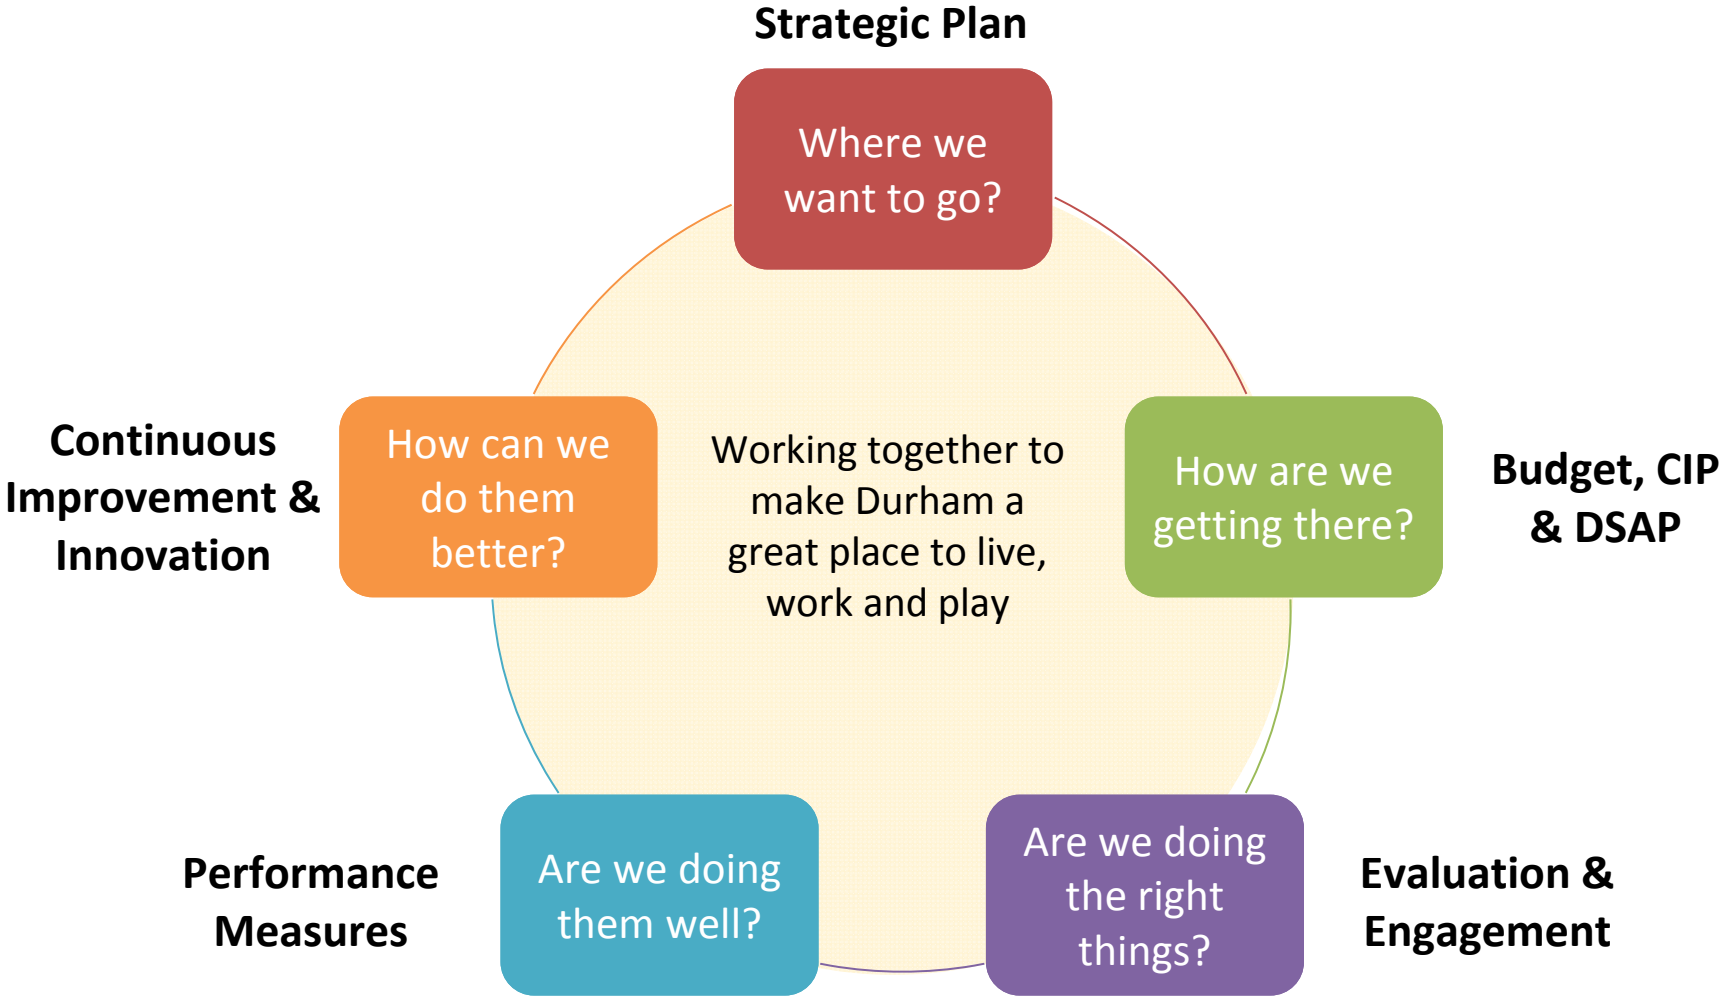 Strategic Plan
Where we
want to go?
Budget, CIP
& DSAP
How are we
getting there?
Evaluation &
Engagement
Are we doing
the right
things?
Performance
Measures
Are we doing
them well?
Continuous
Improvement &
Innovation
How can we
do them
better?
Working together to
make Durham a
great place to live,
work and play